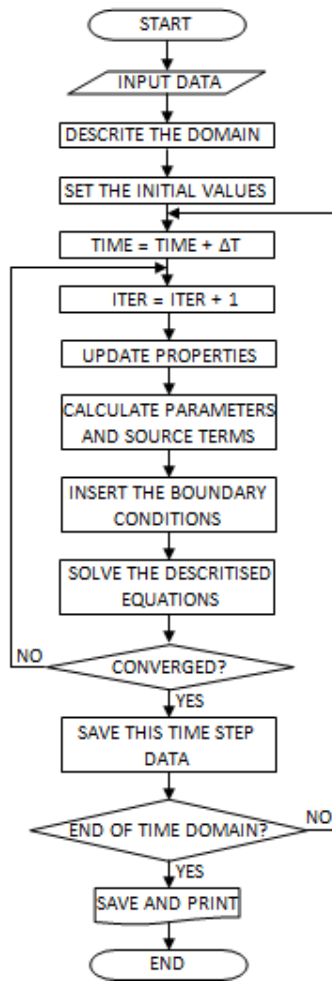 START
INPUT DATA
DESCRITE THE DOMAIN
SET THE INITIAL VALUES
TIME = TIME + ΔT
ITER = ITER + 1
UPDATE PROPERTIES
CALCULATE PARAMETERS
AND SOURCE TERMS
INSERT THE BOUNDARY
CONDITIONS
SOLVE THE DESCRITISED
EQUATIONS
NO
CONVERGED?
YES
SAVE THIS TIME STEP
DATA
END OF TIME DOMAIN?
NO
YES
SAVE AND PRINT
END